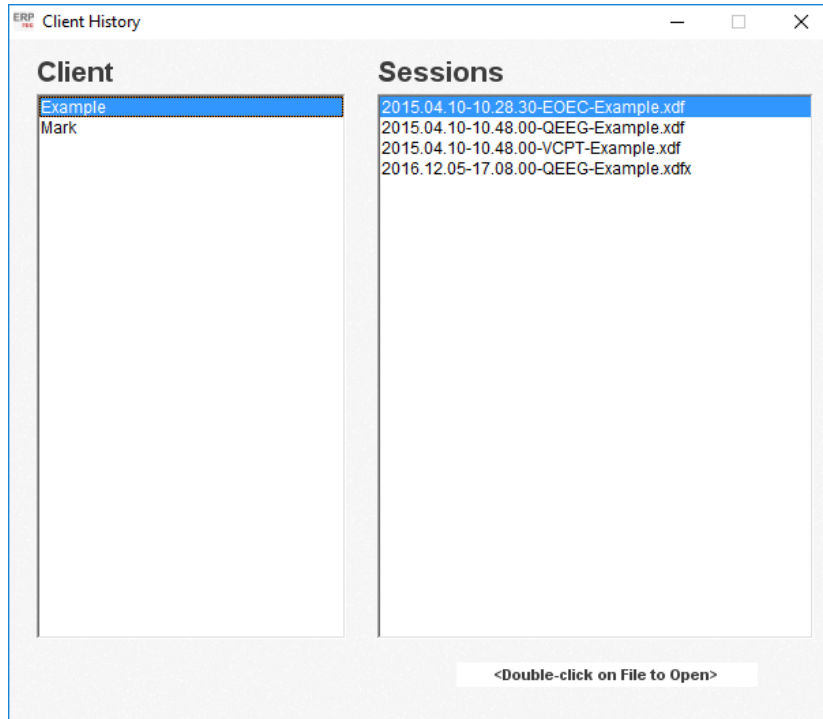 ERP
REC
Client History
Client
Sessions
Example
Mark
2015.04.10-10.28.30-EOEC-Example.xdf
2015.04.10-10.48.00-QEEG-Example.xdf
2015.04.10-10.48.00-VCPT-Example.xdf
2016.12.05-17.08.00-QEEG-Example.xdfx
<Double-click on File to Open>